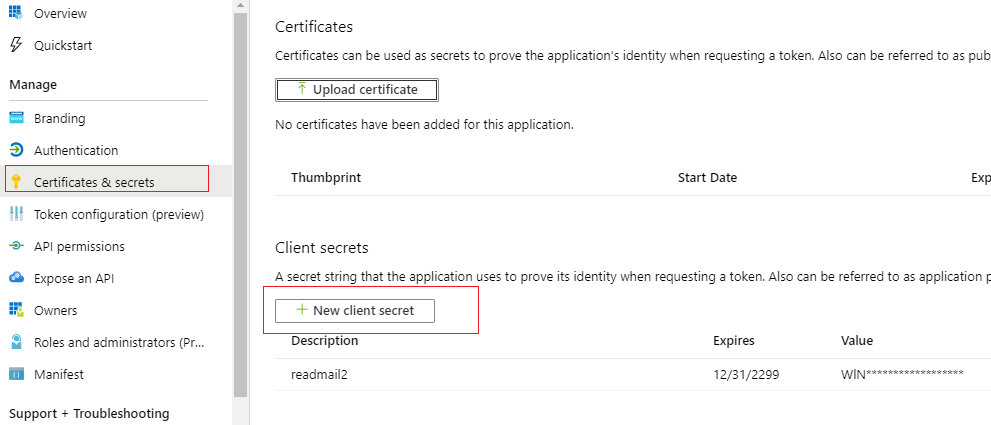 Overview
Quickstart
Manage
Branding
Authentication
Certificates & secrets
Token configuration (preview)
API permissions
Expose an API
Owners
Roles and administrators (Pr...
Manifest
Support + Troubleshooting
Certificates
Certificates can be used as secrets to prove the application's identity when requesting a token. Also can be referred to as pub
Upload certificate
No certificates have been added for this application.
Thumbprint Start Date Exp
Client secrets
A secret string that the application uses to prove its identity when requesting a token. Also can be referred to as application p
New client secret
Description Expires Value
readmail2 12/31/2299 WlN******************